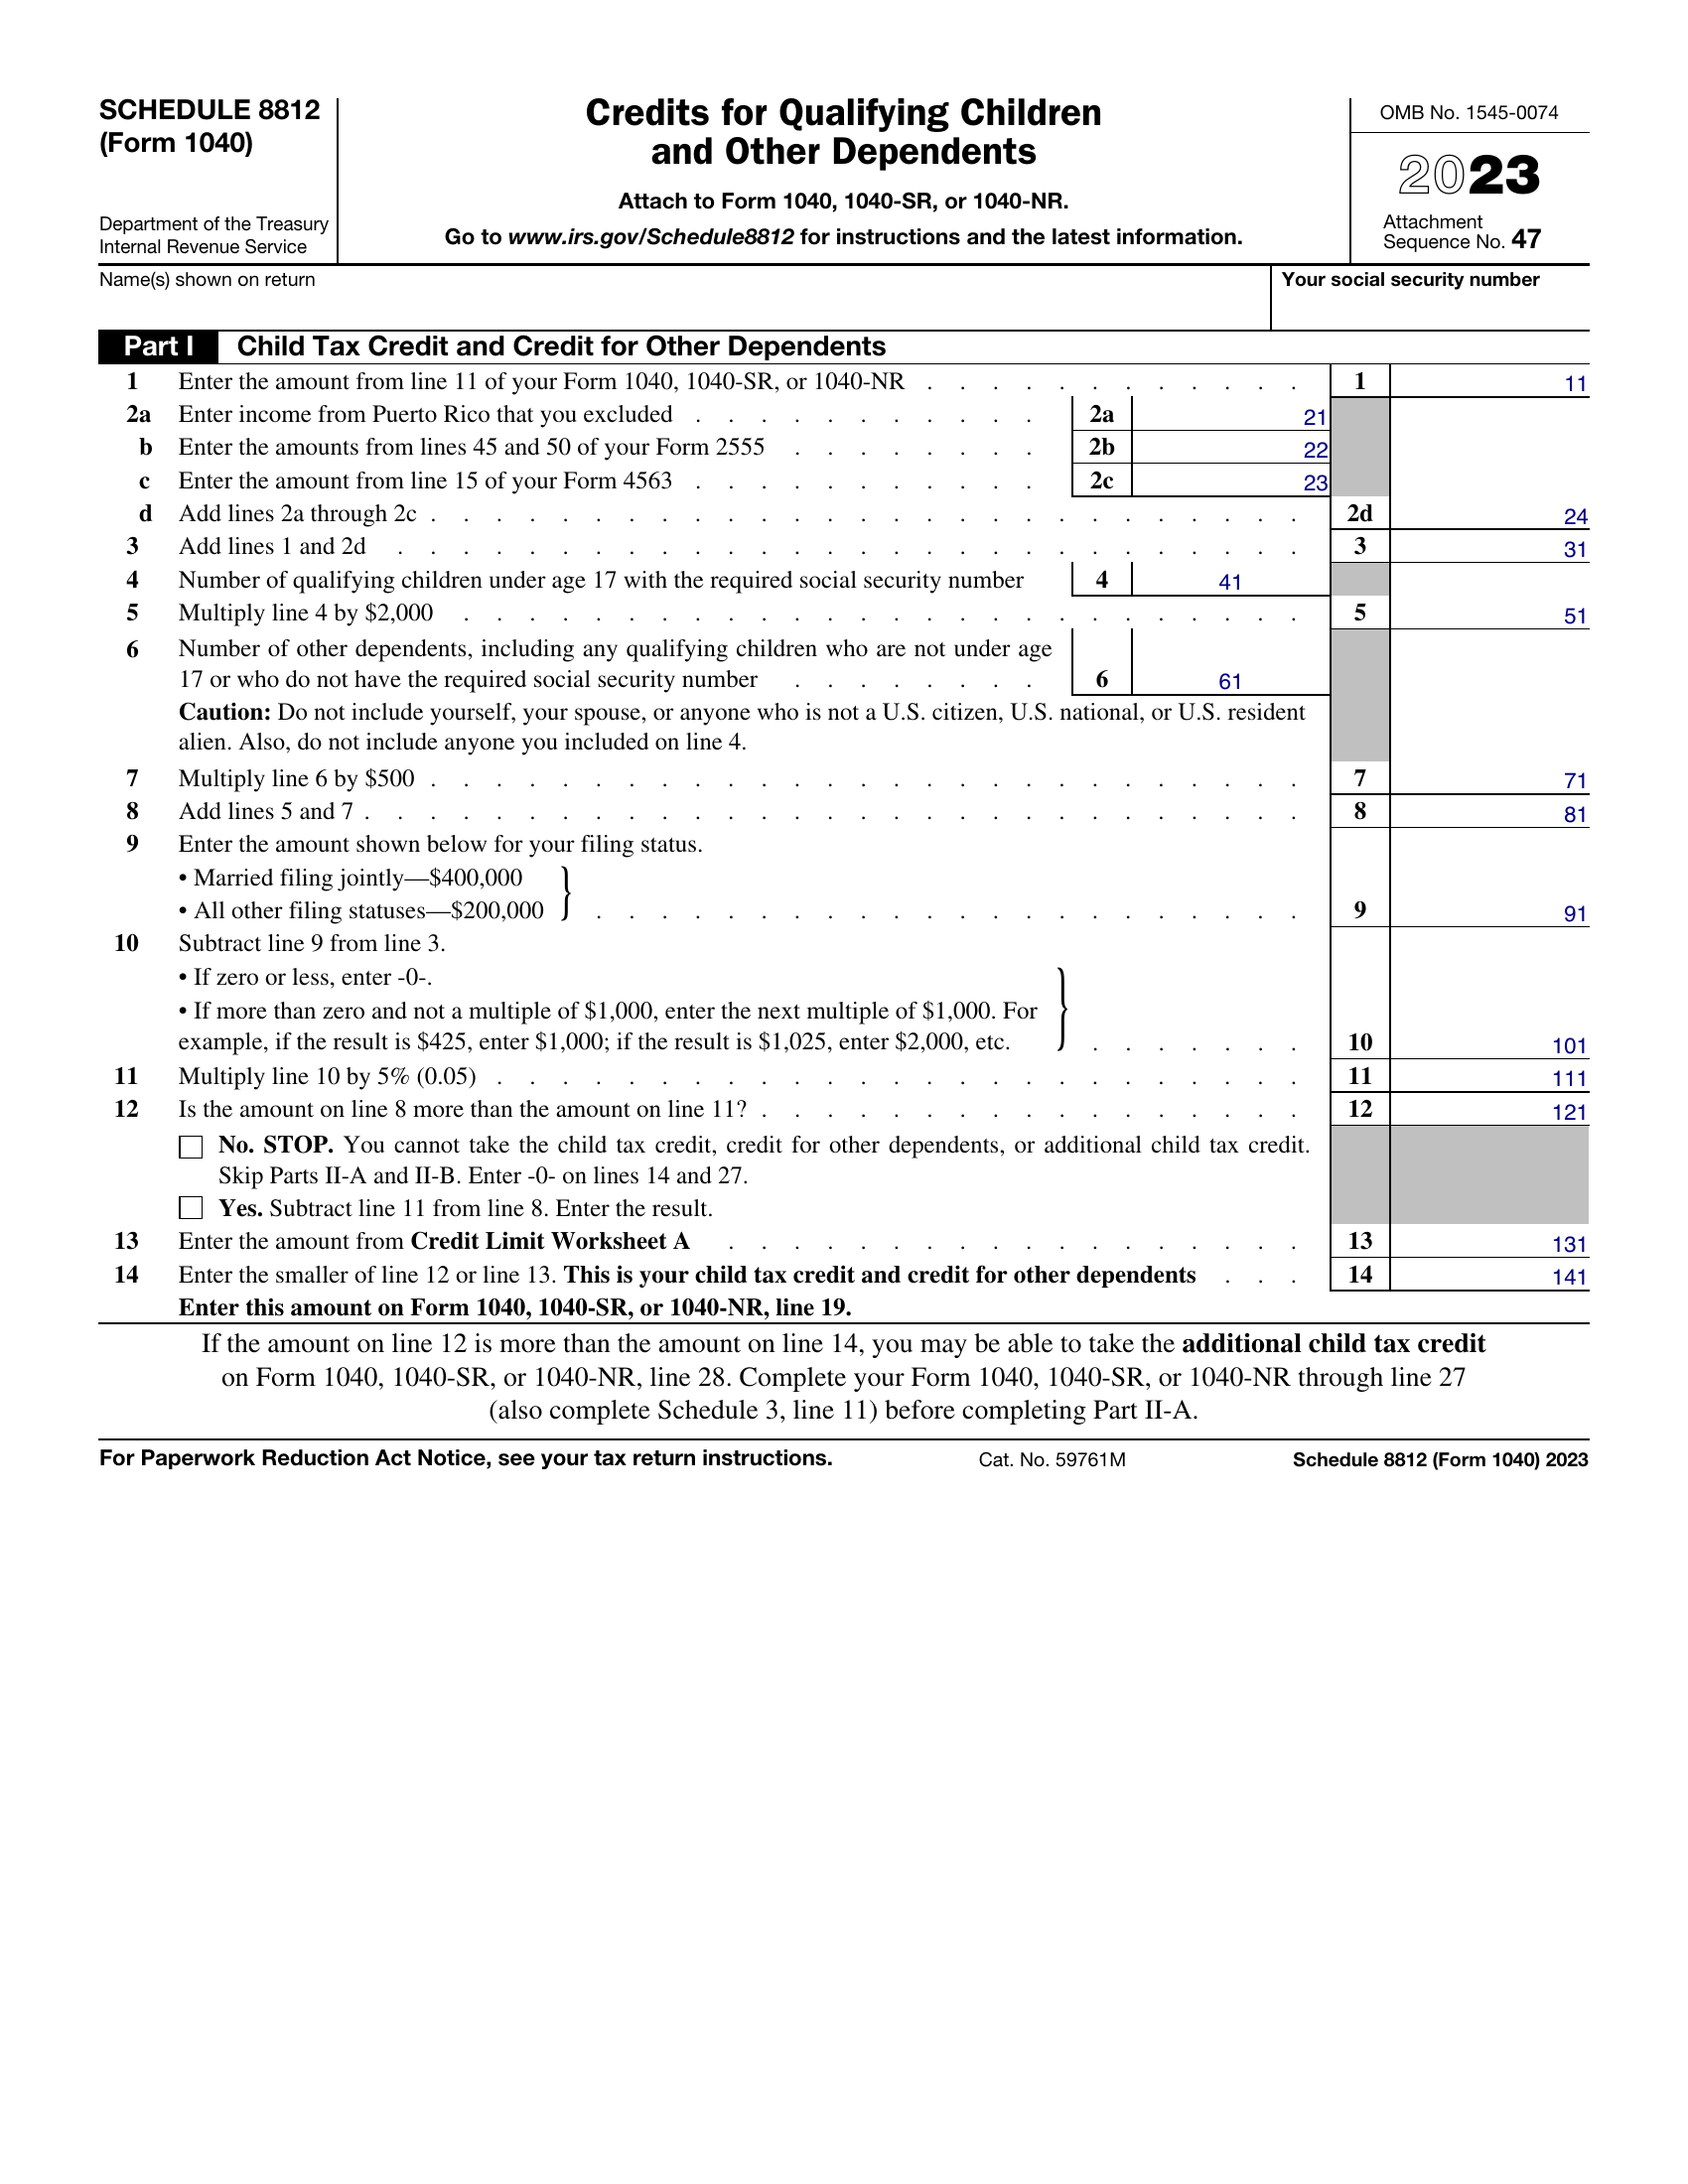 SCHEDULE 8812
(Form 1040)
Department of the Treasury
Internal Revenue Service
Credits for Qualifying Children
and Other Dependents
Attach to Form 1040, 1040-SR, or 1040-NR.
Go to www.irs.gov/Schedule8812 for instructions and the latest information.
OMB No. 1545-0074
2023
Attachment
Sequence No. 47
Name(s) shown on return
Your social security number
Part I Child Tax Credit and Credit for Other Dependents
1 Enter the amount from line 11 of your Form 1040, 1040-SR, or 1040-NR . . . . . . . . . . . . 1 11
2a Enter income from Puerto Rico that you excluded . . . . . . . . . . . 2a 21
b Enter the amounts from lines 45 and 50 of your Form 2555 . . . . . . . . 2b 22
c Enter the amount from line 15 of your Form 4563 . . . . . . . . . . . 2c 23
d Add lines 2a through 2c . . . . . . . . . . . . . . . . . . . . . . . . . . . 2d 24
3 Add lines 1 and 2d . . . . . . . . . . . . . . . . . . . . . . . . . . . . 3 31
4 Number of qualifying children under age 17 with the required social security number 4 41
5 Multiply line 4 by $2,000 . . . . . . . . . . . . . . . . . . . . . . . . . . 5 51
6 Number of other dependents, including any qualifying children who are not under age
17 or who do not have the required social security number . . . . . . . . 6 61
Caution: Do not include yourself, your spouse, or anyone who is not a U.S. citizen, U.S. national, or U.S. resident
alien. Also, do not include anyone you included on line 4.
7 Multiply line 6 by $500 . . . . . . . . . . . . . . . . . . . . . . . . . . . 7 71
8 Add lines 5 and 7 . . . . . . . . . . . . . . . . . . . . . . . . . . . . . 8 81
9 Enter the amount shown below for your filing status.
• Married filing jointly—$400,000
• All other filing statuses—$200,000 } . . . . . . . . . . . . . . . . . . . . . . 9 91
10 Subtract line 9 from line 3.
• If zero or less, enter -0-.
• If more than zero and not a multiple of $1,000, enter the next multiple of $1,000. For
example, if the result is $425, enter $1,000; if the result is $1,025, enter $2,000, etc. } . . . . . . . 10 101
11 Multiply line 10 by 5% (0.05) . . . . . . . . . . . . . . . . . . . . . . . . . 11 111
12 Is the amount on line 8 more than the amount on line 11? . . . . . . . . . . . . . . . . . 12 121
No. STOP. You cannot take the child tax credit, credit for other dependents, or additional child tax credit.
Skip Parts II-A and II-B. Enter -0- on lines 14 and 27.
Yes. Subtract line 11 from line 8. Enter the result.
13 Enter the amount from Credit Limit Worksheet A . . . . . . . . . . . . . . . . . . 13 131
14 Enter the smaller of line 12 or line 13. This is your child tax credit and credit for other dependents . . . 14 141
Enter this amount on Form 1040, 1040-SR, or 1040-NR, line 19.
If the amount on line 12 is more than the amount on line 14, you may be able to take the additional child tax credit
on Form 1040, 1040-SR, or 1040-NR, line 28. Complete your Form 1040, 1040-SR, or 1040-NR through line 27
(also complete Schedule 3, line 11) before completing Part II-A.
For Paperwork Reduction Act Notice, see your tax return instructions. Cat. No. 59761M Schedule 8812 (Form 1040) 2023